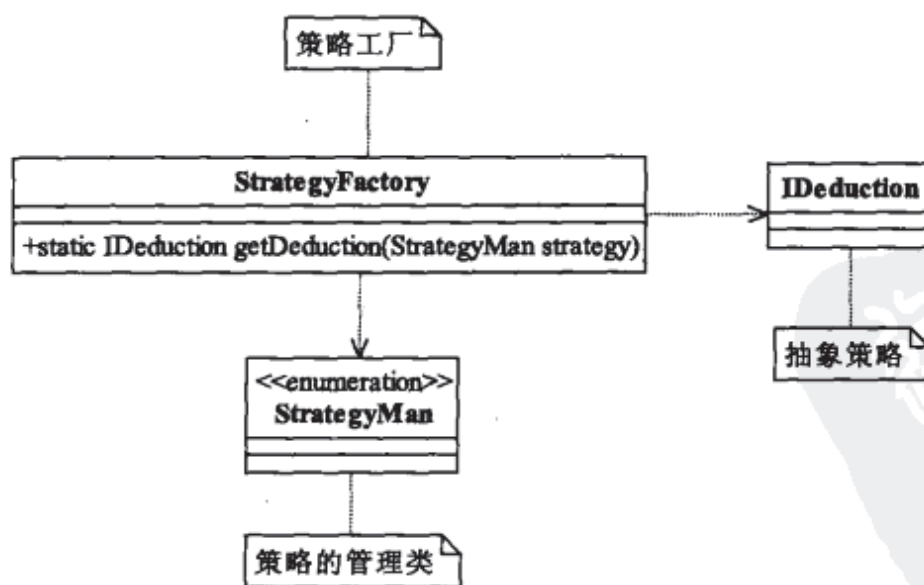 策略工厂
StrategyFactory
+static IDeduction getDeduction(StrategyMan strategy)
IDeduction
抽象策略
<<enumeration>>
StrategyMan
策略的管理类